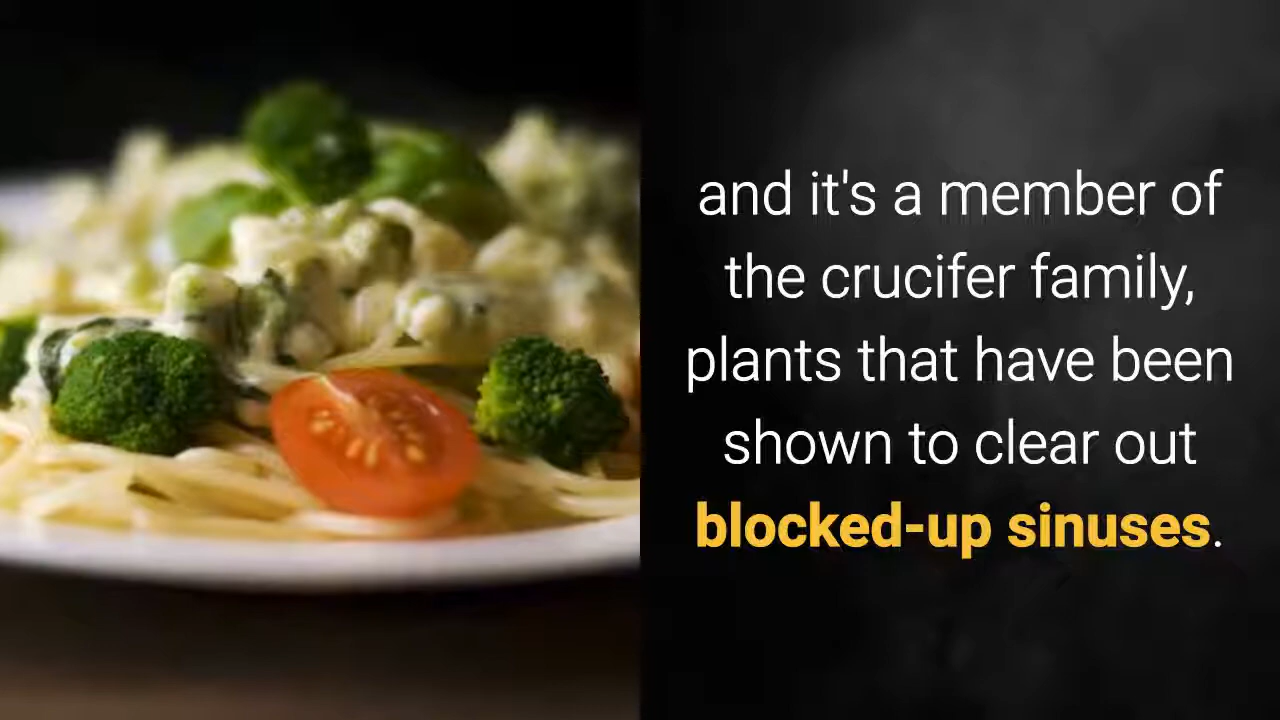 and it's a member of
the crucifer family,
plants that have been
shown to clear out
blocked-up sinuses.